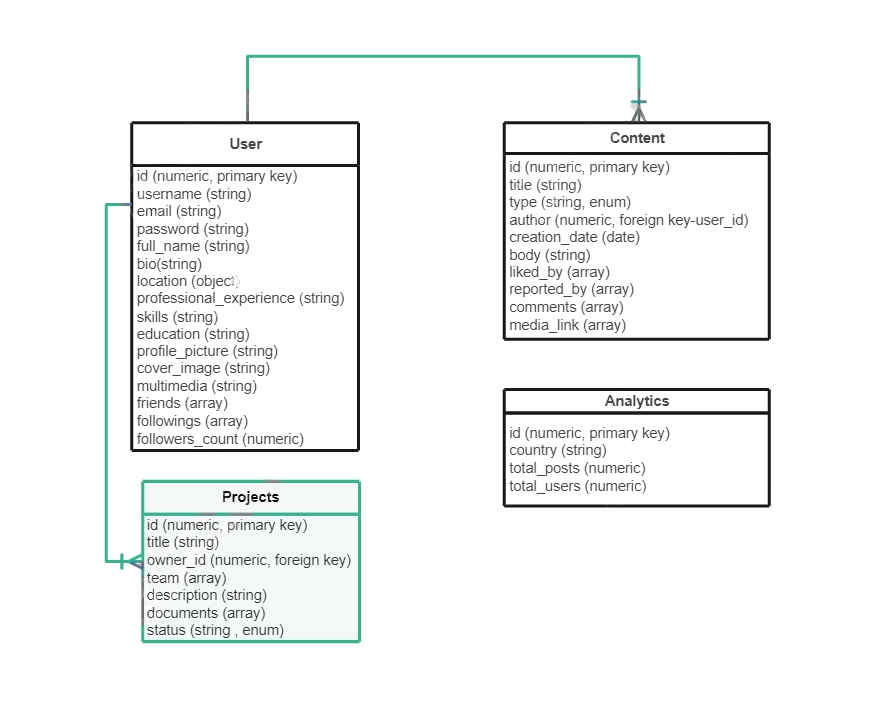 User
id (numeric, primary key)
username (string)
email (string)
password (string)
full_name (string)
bio(string)
location (object)
professional_experience (string)
skills (string)
education (string)
profile_picture (string)
cover_image (string)
multimedia (string)
friends (array)
followings (array)
followers_count (numeric)
Content
id (numeric, primary key)
title (string)
type (string, enum)
author (numeric, foreign key-user_id)
creation_date (date)
body (string)
liked_by (array)
reported_by (array)
comments (array)
media_link (array)
Analytics
id (numeric, primary key)
country (string)
total_posts (numeric)
total_users (numeric)
Projects
id (numeric, primary key)
title (string)
owner_id (numeric, foreign key)
team (array)
description (string)
documents (array)
status (string , enum)